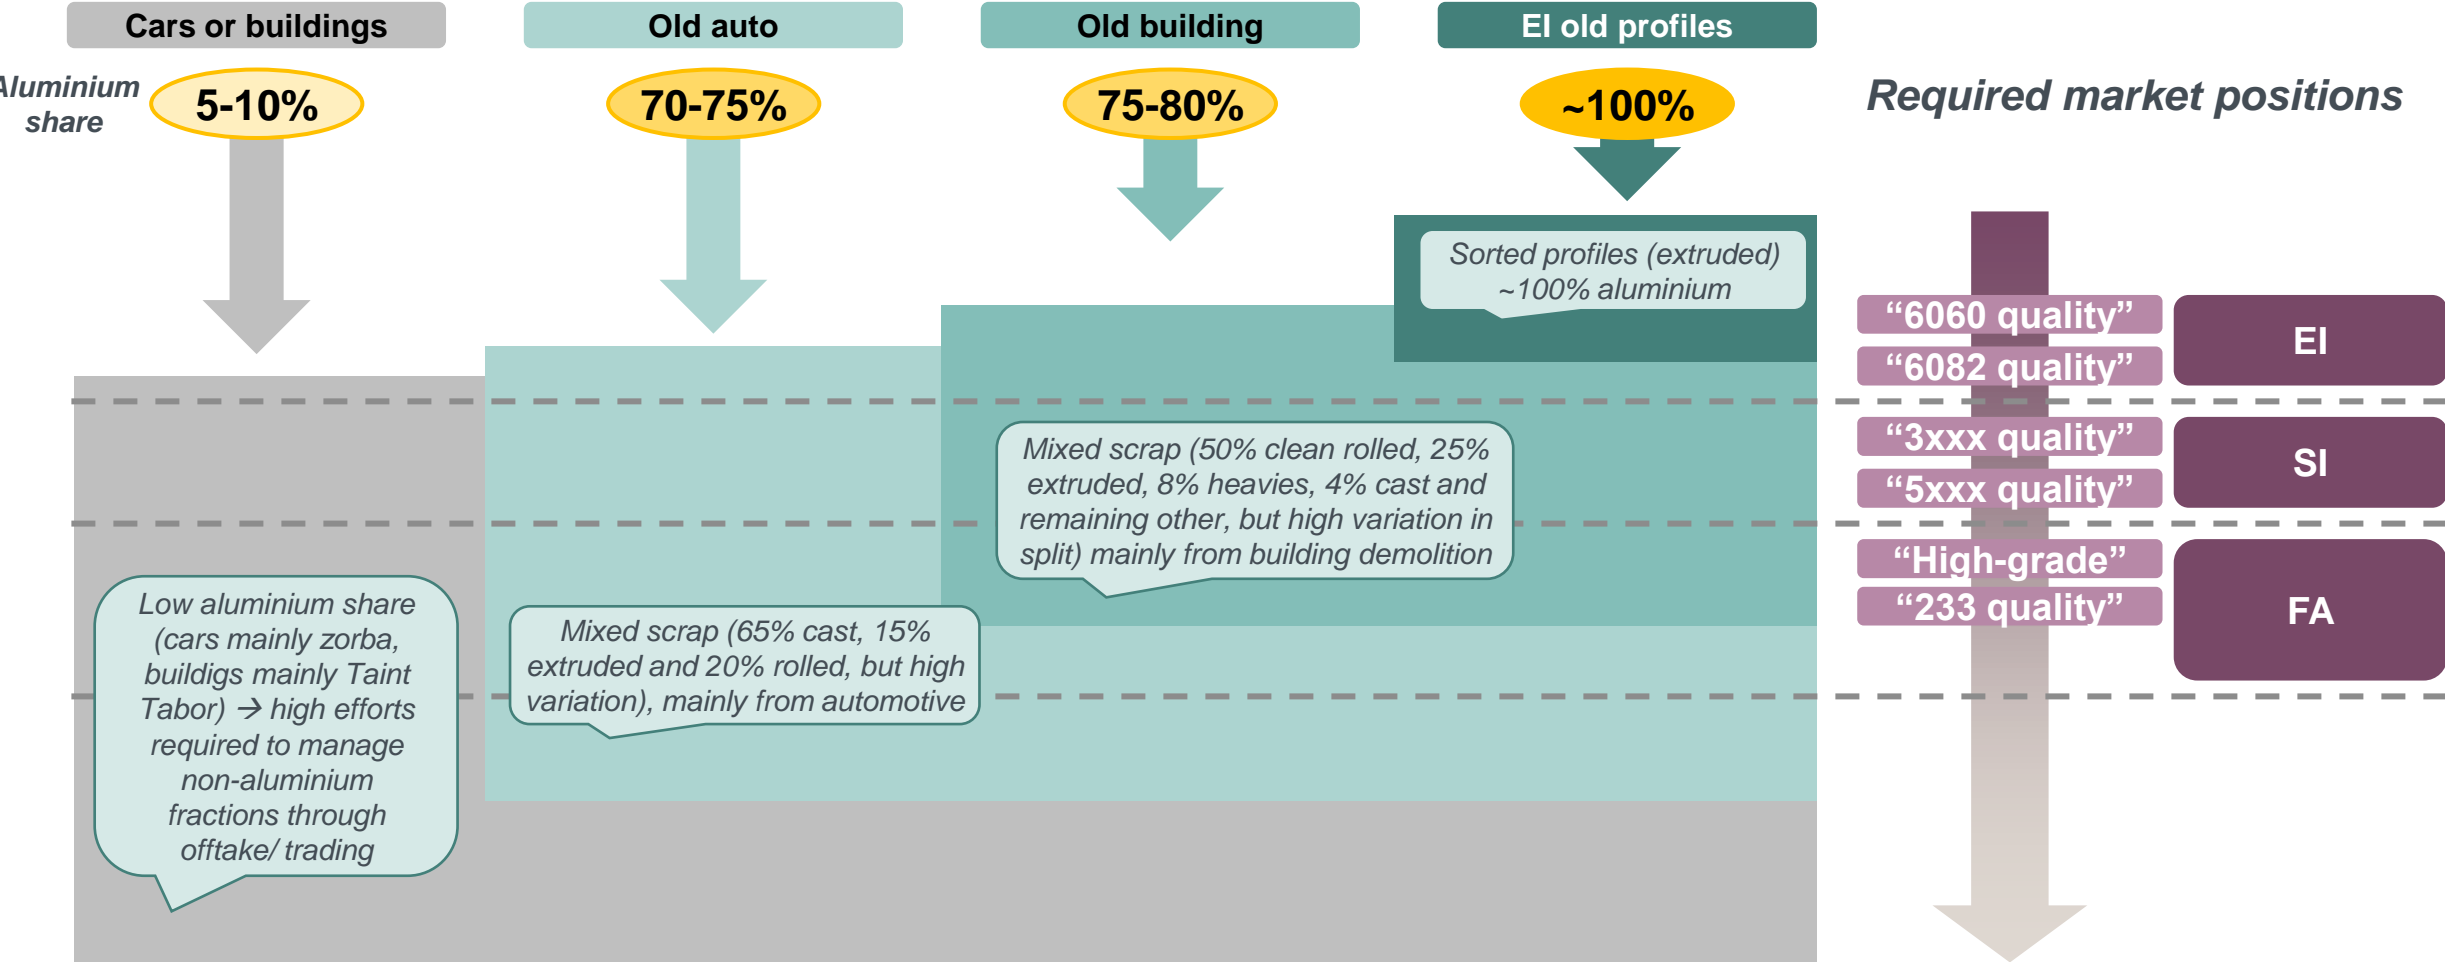 Cars or buildings
Old auto
Old building
EI old profiles
Aluminium
share
5-10%
70-75%
75-80%
~100%
Required market positions
Sorted profiles (extruded)
~100% aluminium
"6060 quality"
"6082 quality"
EI
Mixed scrap (50% clean rolled, 25%
extruded, 8% heavies, 4% cast and
remaining other, but high variation in
split) mainly from building demolition
"3xxx quality"
"5xxx quality"
SI
Low aluminium share
(cars mainly zorba,
buildigs mainly Taint
Tabor) → high efforts
required to manage
non-aluminium
fractions through
offtake/ trading
Mixed scrap (65% cast, 15%
extruded and 20% rolled, but high
variation), mainly from automotive
"High-grade"
"233 quality"
FA